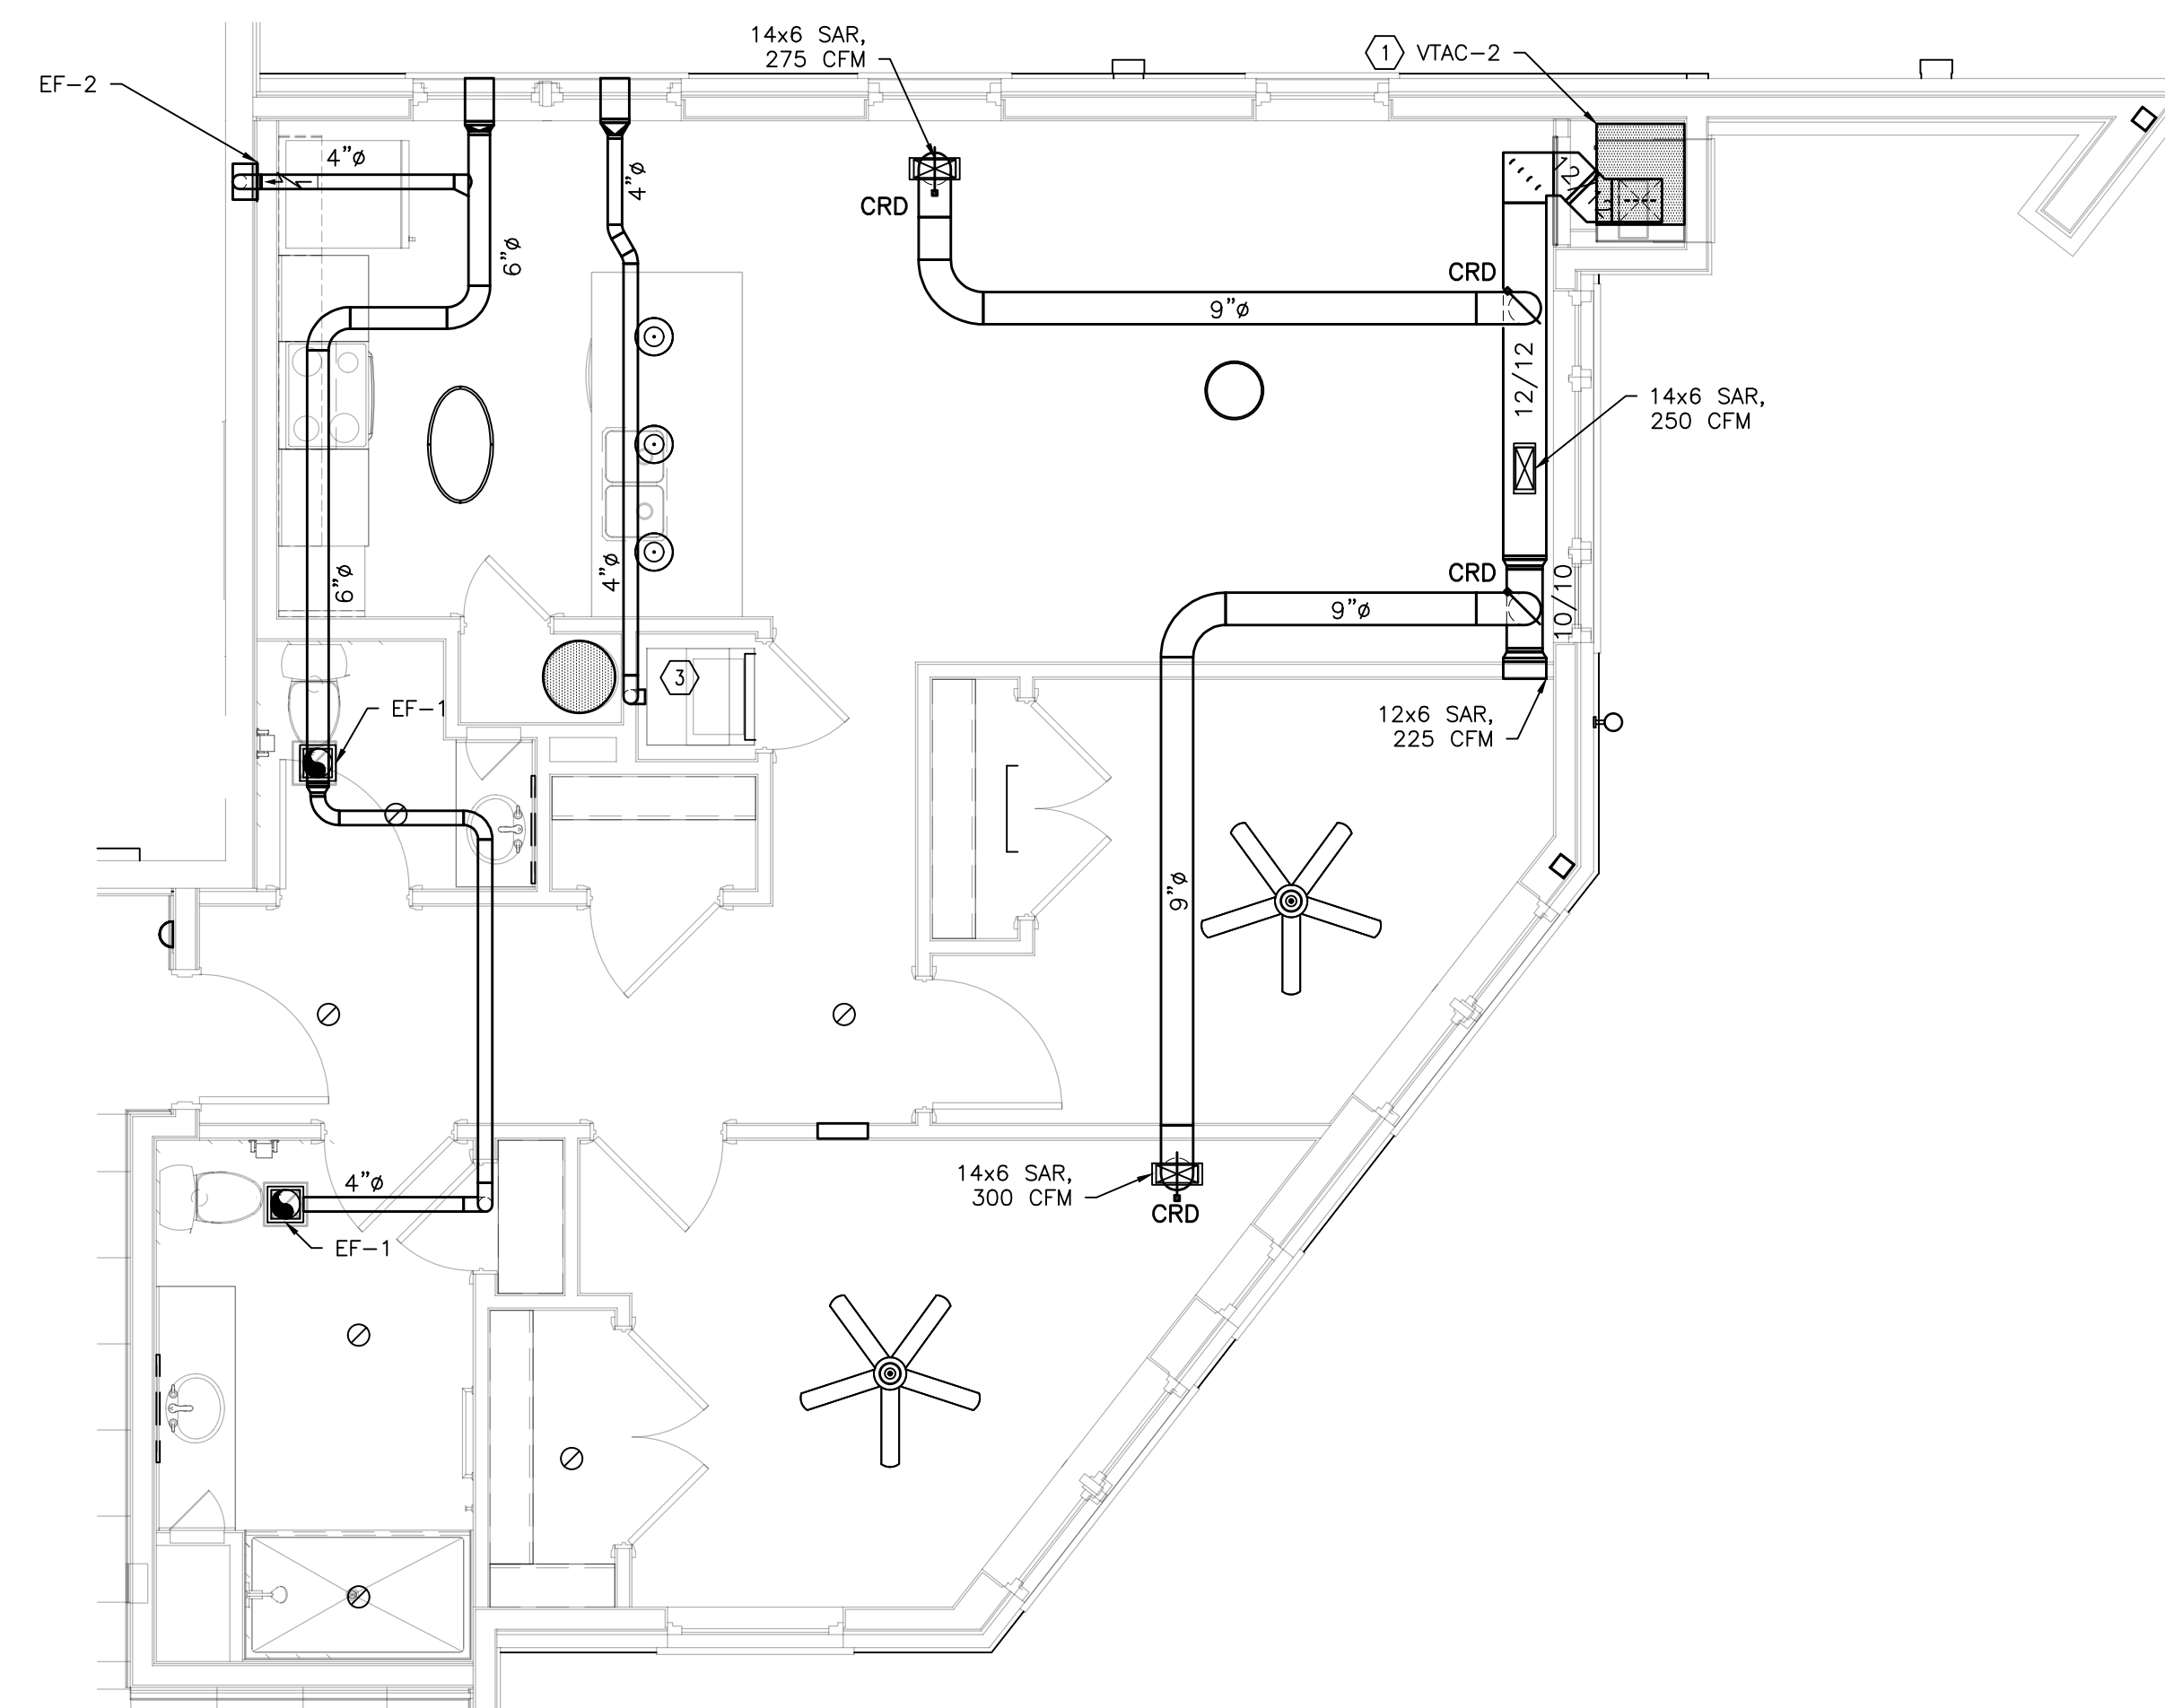 14x6 SAR,
275 CFM
1
VTAC-2
EF-2
4"ø
4"ø
CRD
6"ø
CRD
9"ø
12/12
14x6 SAR,
250 CFM
4"ø
6"ø
CRD
9"ø
10/10
3
EF-1
12x6 SAR,
225 CFM
9"ø
4"ø
14x6 SAR,
300 CFM
CRD
EF-1